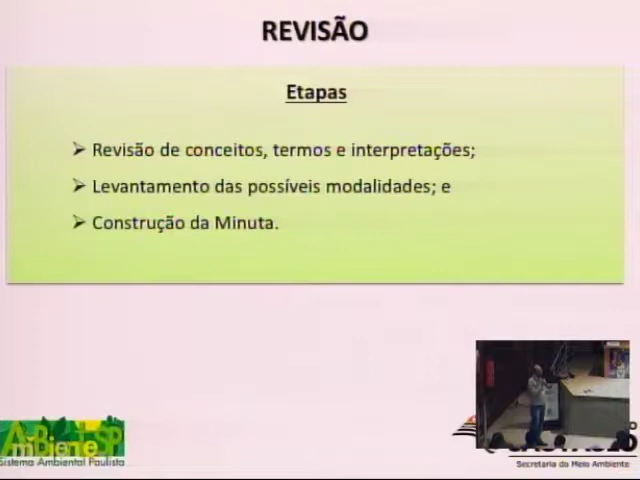 REVISÃO
Etapas
➢ Revisão de conceitos, termos e interpretações;
➢ Levantamento das possíveis modalidades; e
➢ Construção da Minuta.
AmBienteSP
Sistema Ambiental Paulista
Secretaria do Meio Ambiente